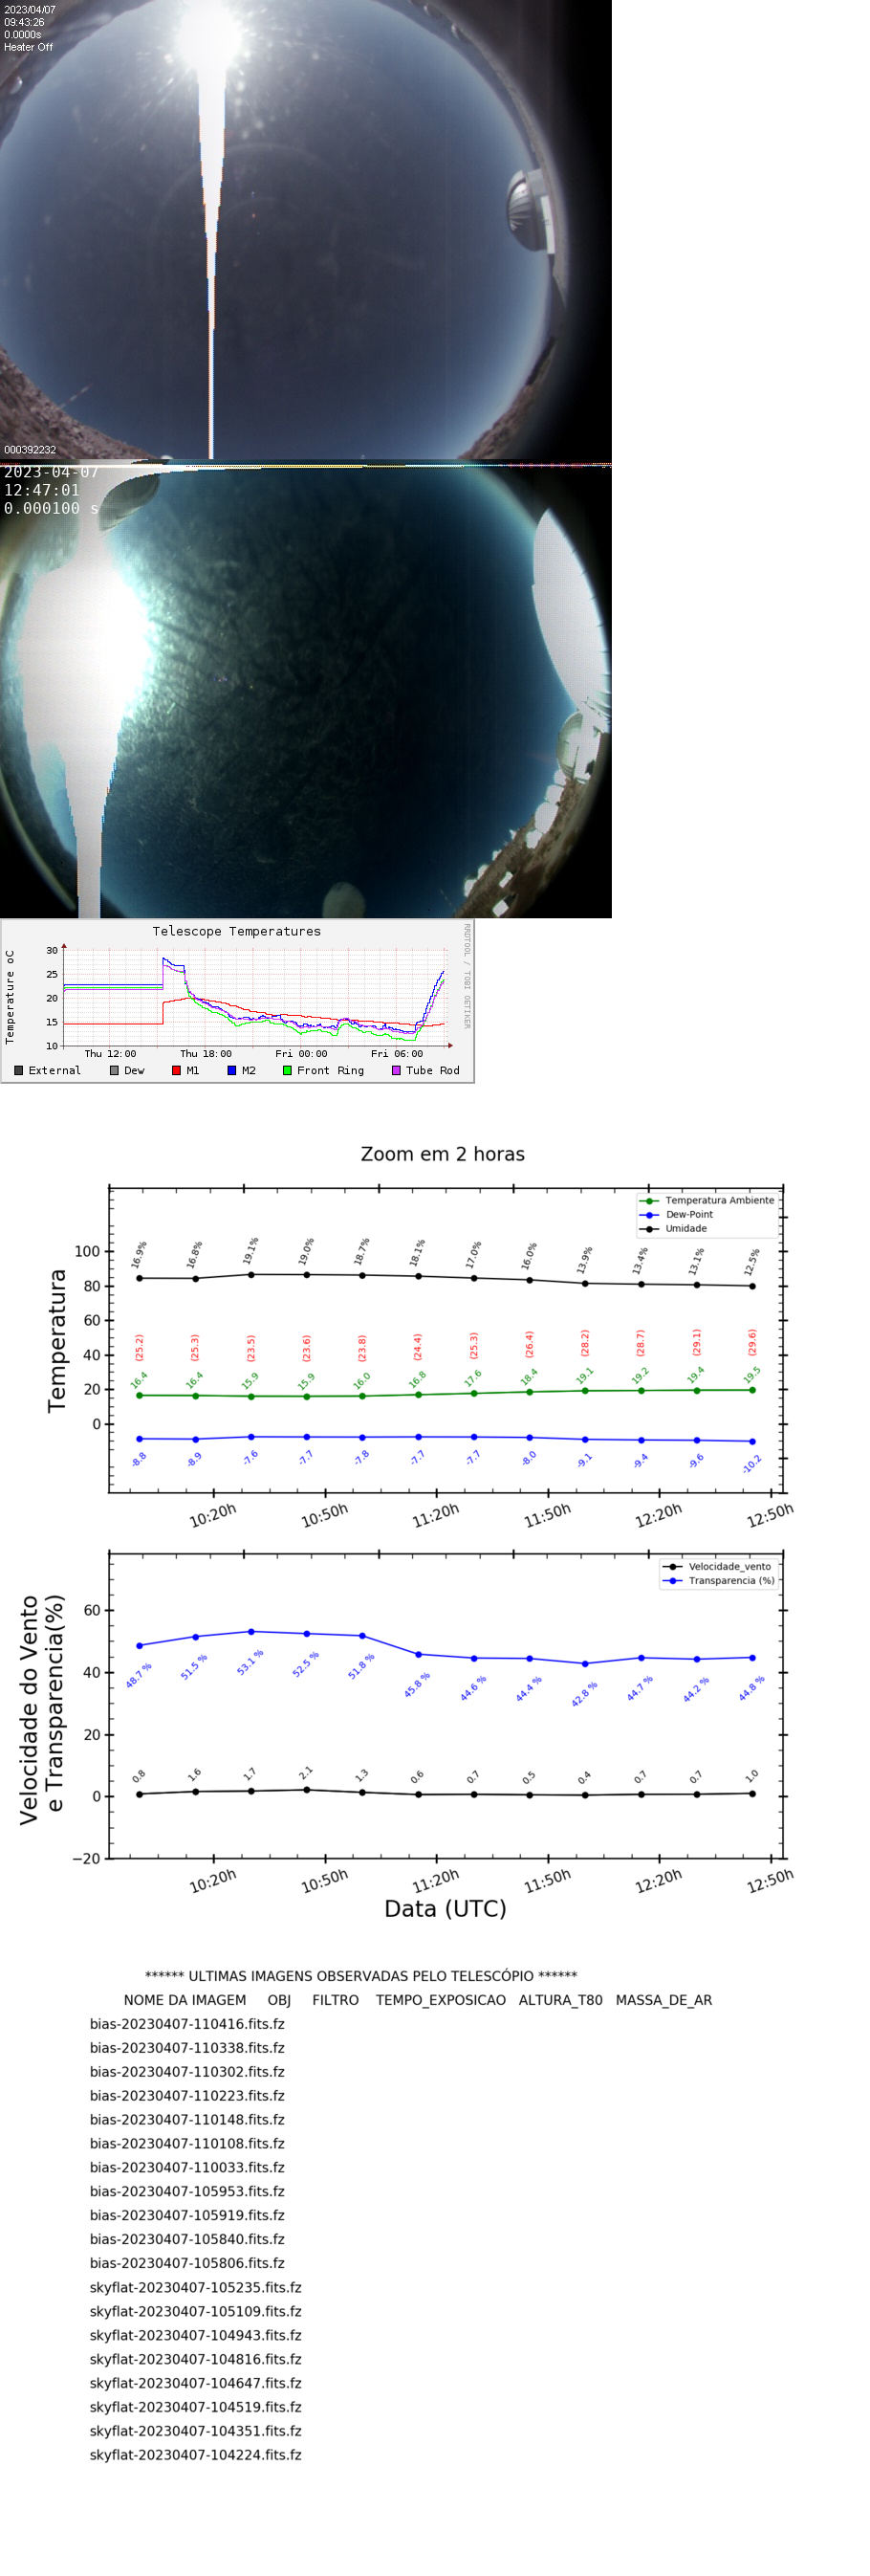 2023/04/07
09:43:26
0.0000s
Heater Off
000392232
2023-04-07
12:47:01
0.000100 s
Telescope Temperatures
RRDTOOL / TOBI OETIKER
Temperature oC
30
25
20
15
10
Thu 12:00 Thu 18:00 Fri 00:00 Fri 06:00
External Dew M1 M2 Front Ring Tube Rod
Zoom em 2 horas
Temperatura Ambiente
Dew-Point
Umidade
Temperatura
100
80
60
40
20
0
16.9% 16.8% 19.1% 19.0% 18.7% 18.1% 17.0% 16.0% 13.9% 13.4% 13.1% 12.5%
(25.2) (25.3) (23.5) (23.6) (23.8) (24.4) (25.3) (26.4) (28.2) (28.7) (29.1) (29.6)
16.4 16.4 15.9 15.9 16.0 16.8 17.6 18.4 19.1 19.2 19.4 19.5
-8.8 -8.9 -7.6 -7.7 -7.8 -7.7 -7.7 -8.0 -9.1 -9.4 -9.6 -10.2
10:20h 10:50h 11:20h 11:50h 12:20h 12:50h
Velocidade_vento
Transparencia (%)
Velocidade do Vento
e Transparencia(%)
60
40
20
0
−20
48.7 % 51.5 % 53.1 % 52.5 % 51.8 % 45.8 % 44.6 % 44.4 % 42.8 % 44.7 % 44.2 % 44.8 %
0.8 1.6 1.7 2.1 1.3 0.6 0.7 0.5 0.4 0.7 0.7 1.0
10:20h 10:50h 11:20h 11:50h 12:20h 12:50h
Data (UTC)
****** ULTIMAS IMAGENS OBSERVADAS PELO TELESCÓPIO ******
NOME DA IMAGEM OBJ FILTRO TEMPO_EXPOSICAO ALTURA_T80 MASSA_DE_AR
bias-20230407-110416.fits.fz
bias-20230407-110338.fits.fz
bias-20230407-110302.fits.fz
bias-20230407-110223.fits.fz
bias-20230407-110148.fits.fz
bias-20230407-110108.fits.fz
bias-20230407-110033.fits.fz
bias-20230407-105953.fits.fz
bias-20230407-105919.fits.fz
bias-20230407-105840.fits.fz
bias-20230407-105806.fits.fz
skyflat-20230407-105235.fits.fz
skyflat-20230407-105109.fits.fz
skyflat-20230407-104943.fits.fz
skyflat-20230407-104816.fits.fz
skyflat-20230407-104647.fits.fz
skyflat-20230407-104519.fits.fz
skyflat-20230407-104351.fits.fz
skyflat-20230407-104224.fits.fz